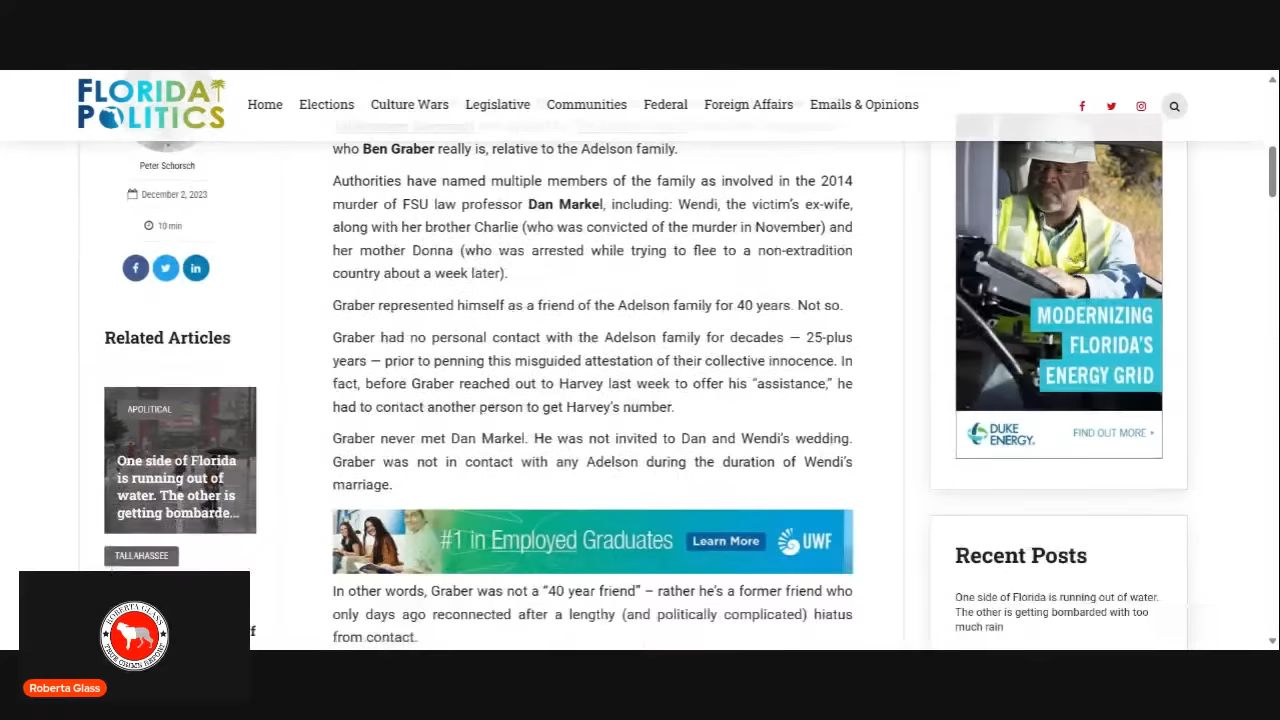 FLORIDA
POLITICS
Home
Elections
Culture Wars
Legislative
Communities
Federal
Foreign Affairs
Emails & Opinions
Peter Schorsch
December 2, 2023
10 min
Related Articles
APOLITICAL
One side of Florida
is running out of
water. The other is
getting bombarde...
TALLAHASSEE
f
who Ben Graber really is, relative to the Adelson family.
Authorities have named multiple members of the family as involved in the 2014
murder of FSU law professor Dan Markel, including: Wendi, the victim's ex-wife,
along with her brother Charlie (who was convicted of the murder in November) and
her mother Donna (who was arrested while trying to flee to a non-extradition
country about a week later).
Graber represented himself as a friend of the Adelson family for 40 years. Not so.
Graber had no personal contact with the Adelson family for decades — 25-plus
years — prior to penning this misguided attestation of their collective innocence. In
fact, before Graber reached out to Harvey last week to offer his “assistance,” he
had to contact another person to get Harvey's number.
Graber never met Dan Markel. He was not invited to Dan and Wendi's wedding.
Graber was not in contact with any Adelson during the duration of Wendi's
marriage.
#1 in Employed Graduates
Learn More
UWF
In other words, Graber was not a “40 year friend” – rather he's a former friend who
only days ago reconnected after a lengthy (and politically complicated) hiatus
from contact.
MODERNIZING
FLORIDA'S
ENERGY GRID
DUKE
ENERGY.
FIND OUT MORE
Recent Posts
One side of Florida is running out of water.
The other is getting bombarded with too
much rain
ROBERTA GLASS
TRUE CRIME REPORT
Roberta Glass